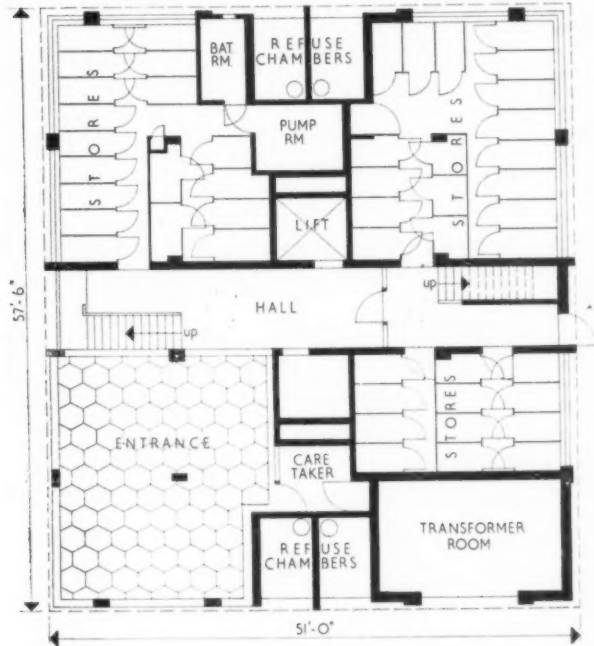 BAT.
RM.
REFUSE
CHAMBERS
PUMP
RM
STORES
STORES
LIFT
57'-6"
HALL
up
up
ENTRANCE
STORES
CARE
TAKER
REFUSE
CHAMBERS
TRANSFORMER
ROOM
51'-0"